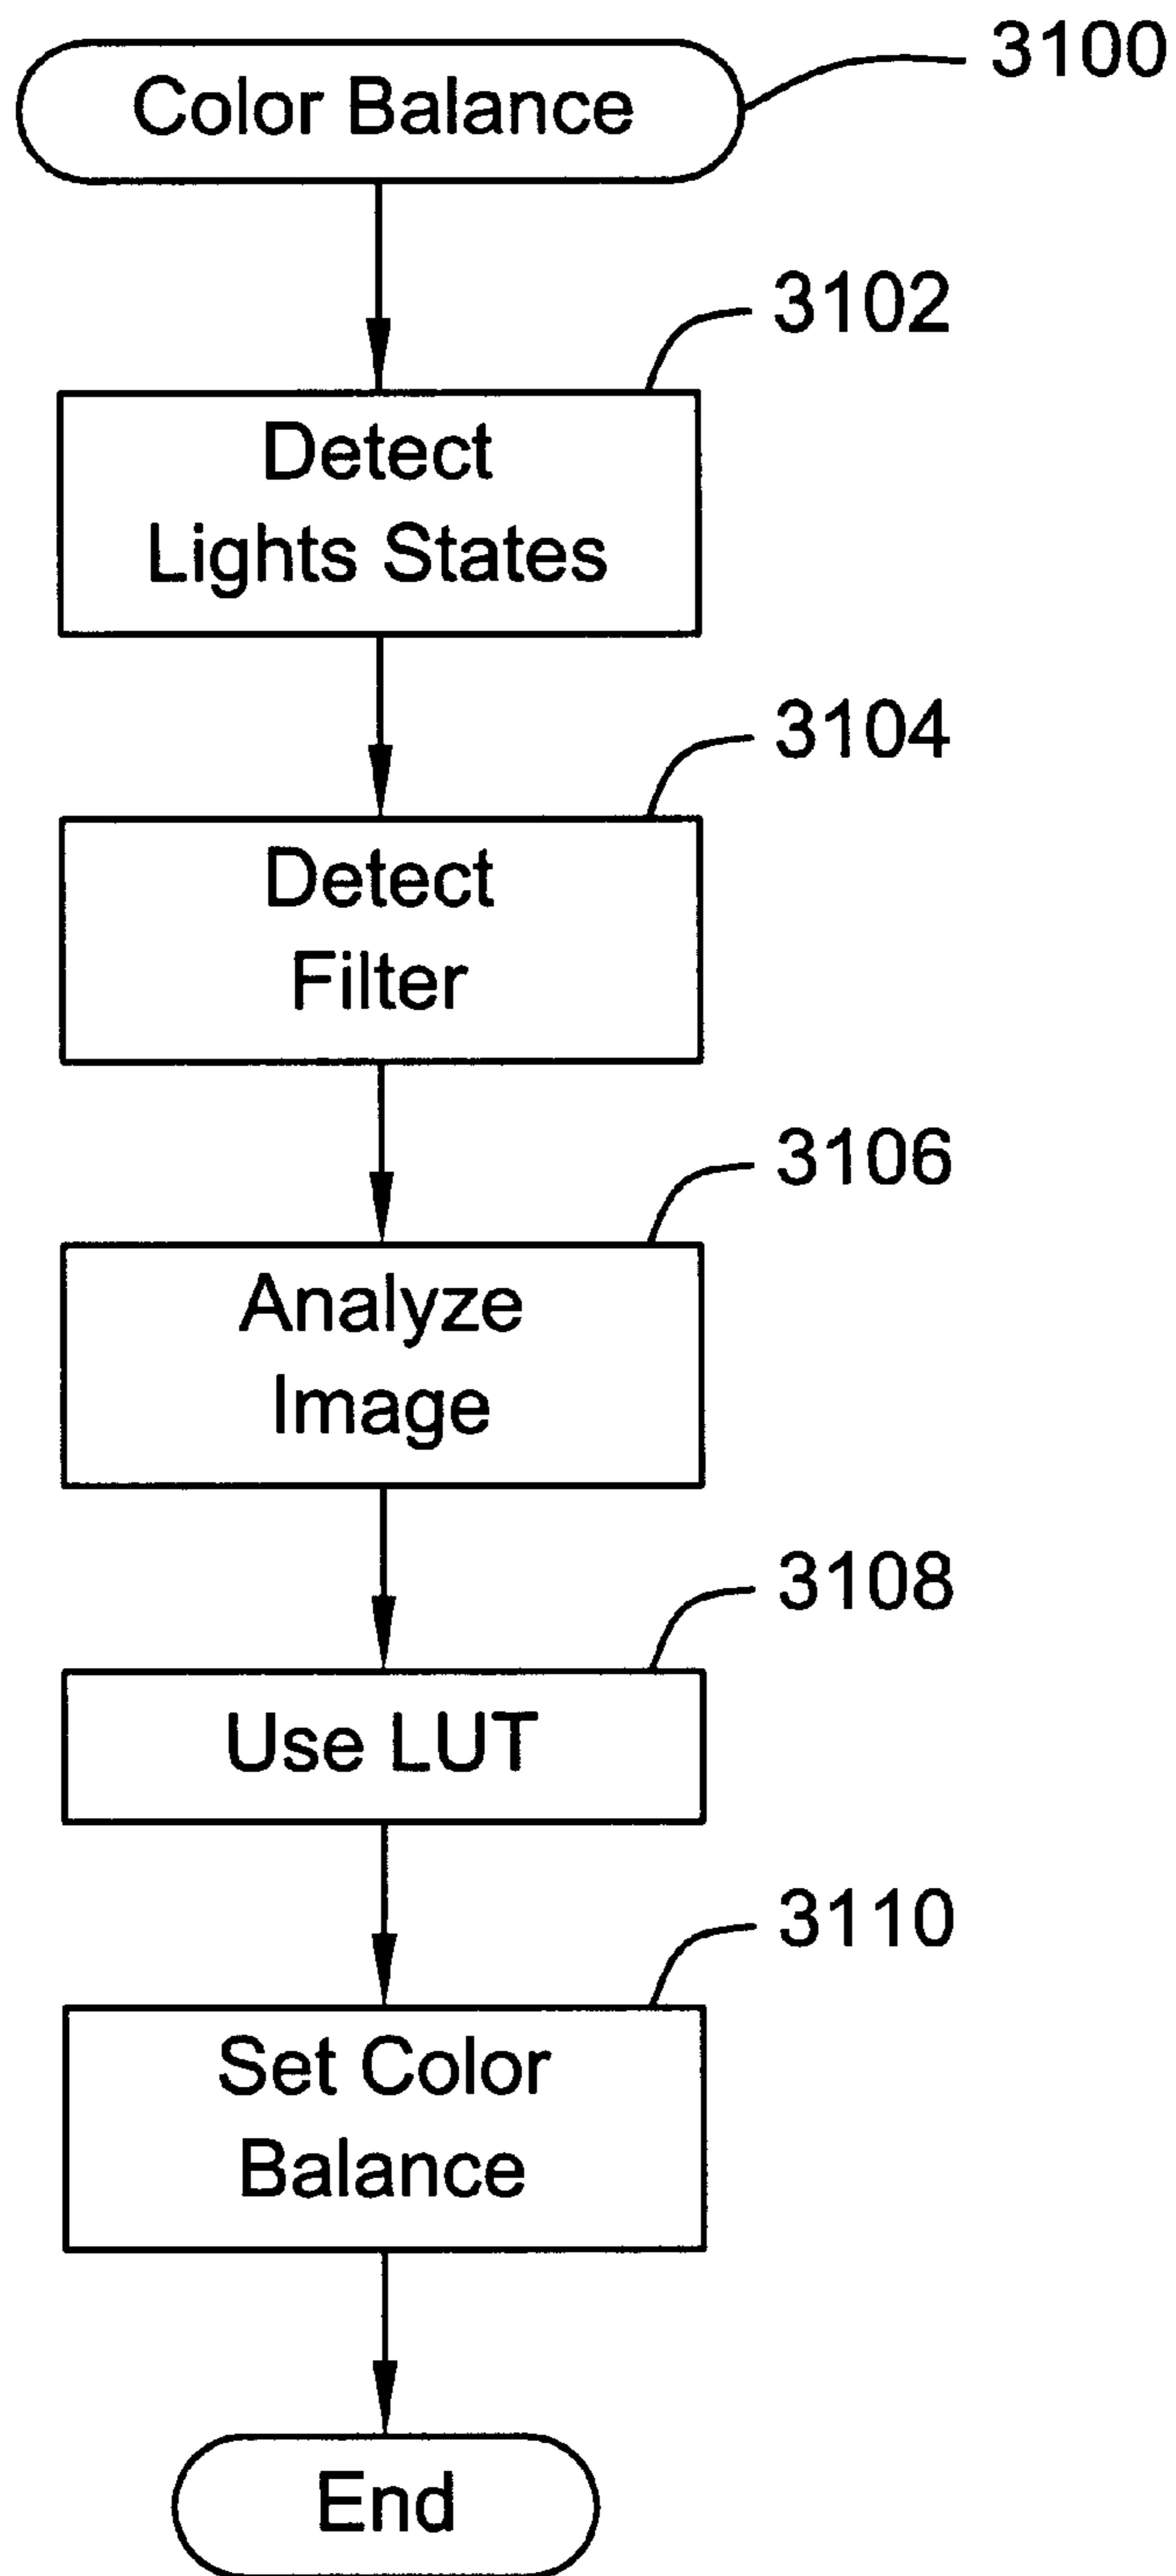 3100
Color Balance
3102
Detect
Lights States
3104
Detect
Filter
3106
Analyze
Image
3108
Use LUT
3110
Set Color
Balance
End